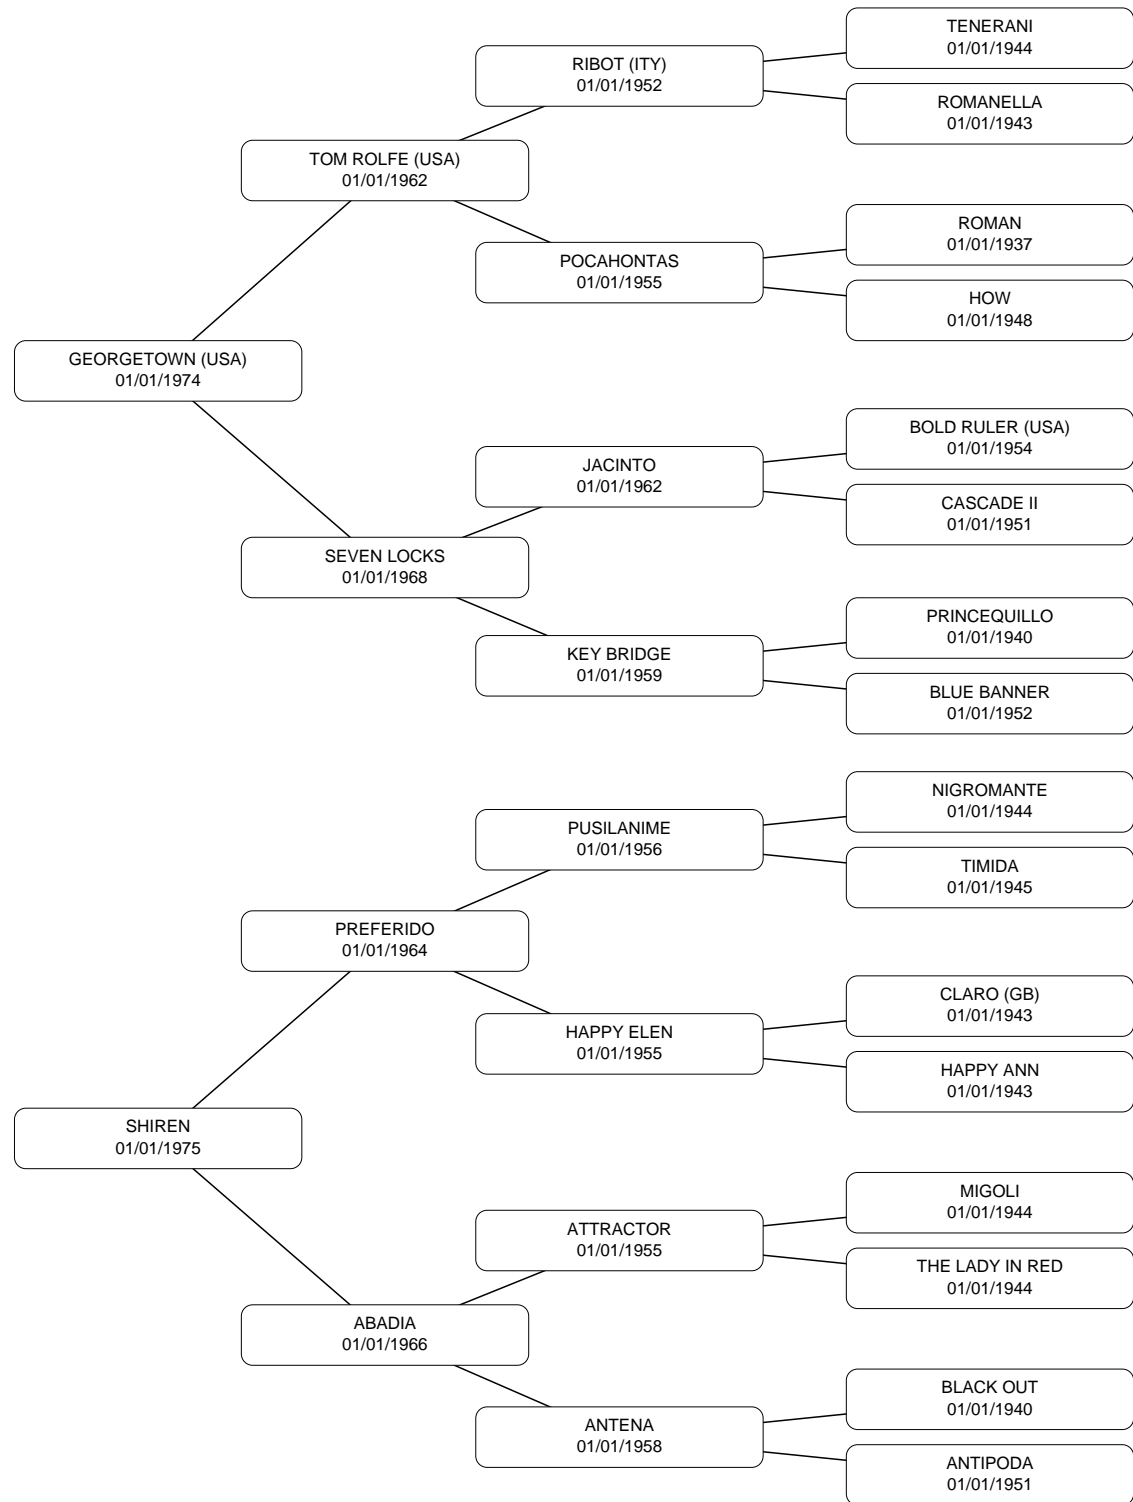 TENERANI
01/01/1944
RIBOT (ITY)
01/01/1952
ROMANELLA
01/01/1943
TOM ROLFE (USA)
01/01/1962
ROMAN
01/01/1937
POCAHONTAS
01/01/1955
HOW
01/01/1948
GEORGETOWN (USA)
01/01/1974
BOLD RULER (USA)
01/01/1954
JACINTO
01/01/1962
CASCADE II
01/01/1951
SEVEN LOCKS
01/01/1968
PRINCEQUILLO
01/01/1940
KEY BRIDGE
01/01/1959
BLUE BANNER
01/01/1952
NIGROMANTE
01/01/1944
PUSILANIME
01/01/1956
TIMIDA
01/01/1945
PREFERIDO
01/01/1964
CLARO (GB)
01/01/1943
HAPPY ELEN
01/01/1955
HAPPY ANN
01/01/1943
SHIREN
01/01/1975
MIGOLI
01/01/1944
ATTRACTOR
01/01/1955
THE LADY IN RED
01/01/1944
ABADIA
01/01/1966
BLACK OUT
01/01/1940
ANTENA
01/01/1958
ANTIPODA
01/01/1951